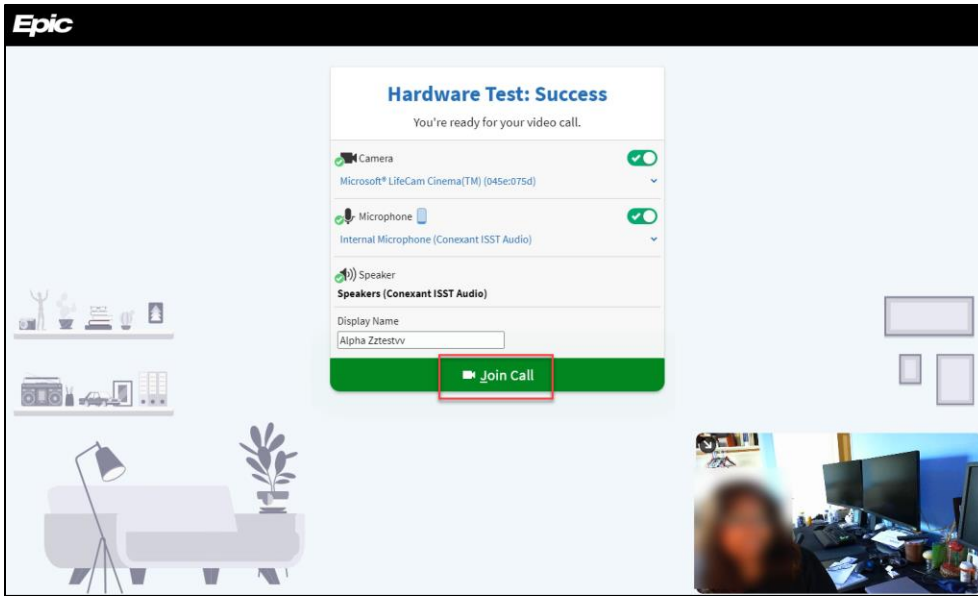 Epic
Hardware Test: Success
You're ready for your video call.
Camera
Microsoft® LifeCam Cinema(TM) (045e:075d)
Microphone
Internal Microphone (Conexant ISST Audio)
Speaker
Speakers (Conexant ISST Audio)
Display Name
Alpha Zztestvv
Join Call